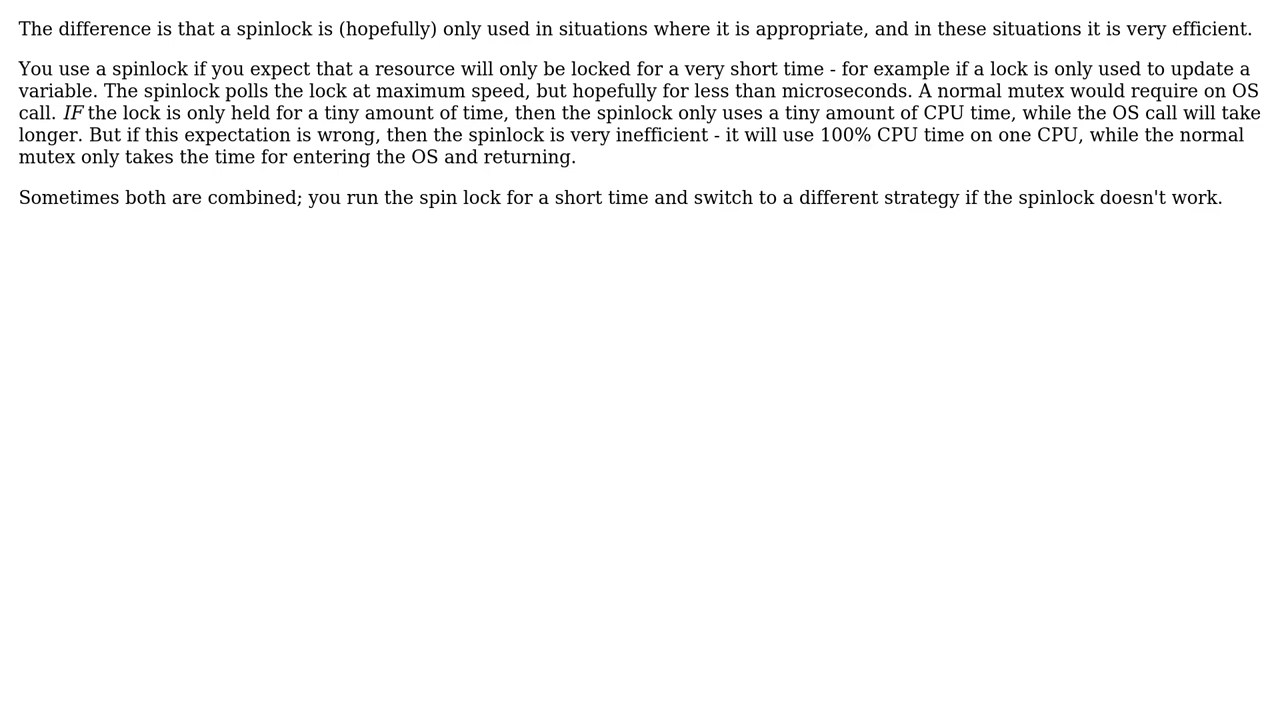 The difference is that a spinlock is (hopefully) only used in situations where it is appropriate, and in these situations it is very efficient.
You use a spinlock if you expect that a resource will only be locked for a very short time - for example if a lock is only used to update a
variable. The spinlock polls the lock at maximum speed, but hopefully for less than microseconds. A normal mutex would require on OS
call. IF the lock is only held for a tiny amount of time, then the spinlock only uses a tiny amount of CPU time, while the OS call will take
longer. But if this expectation is wrong, then the spinlock is very inefficient - it will use 100% CPU time on one CPU, while the normal
mutex only takes the time for entering the OS and returning.
Sometimes both are combined; you run the spin lock for a short time and switch to a different strategy if the spinlock doesn't work.